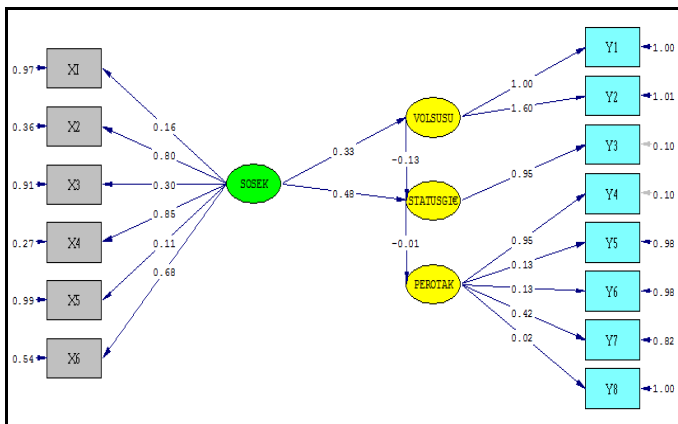 0.97 X1
0.36 X2
0.91 X3
0.27 X4
0.99 X5
0.54 X6
0.16
0.80
0.30
0.85
0.11
0.68
SOSEK
0.33
0.48
VOLSUSU
-0.13
STATUSGI
-0.01
PEROTAK
1.00
1.60
0.95
0.95
0.13
0.13
0.42
0.02
Y1 1.00
Y2 1.01
Y3 0.10
Y4 0.10
Y5 0.98
Y6 0.98
Y7 0.82
Y8 1.00